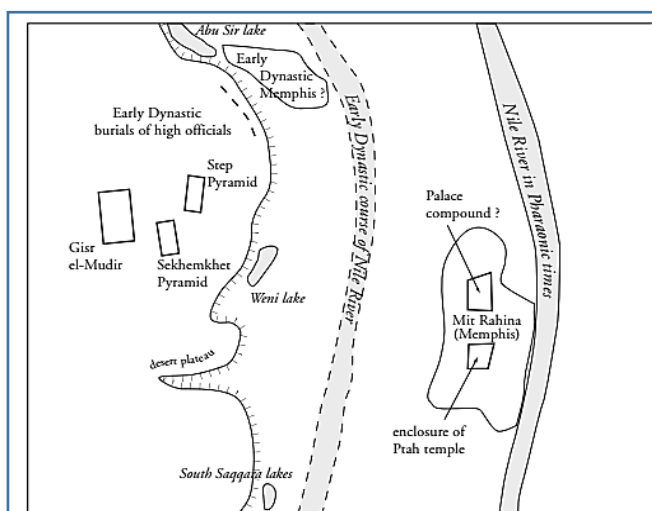 Abu Sir lake
Early
Dynastic
Memphis ?
Early Dynastic
burials of high officials
Step
Pyramid
Gisr
el-Mudir
Sekhemkhet
Pyramid
Weni lake
desert plateau
South Saqqara lakes
Early Dynastic course of Nile River
Nile River in Pharaonic times
Palace
compound ?
Mit Rahina
(Memphis)
enclosure of
Ptah temple